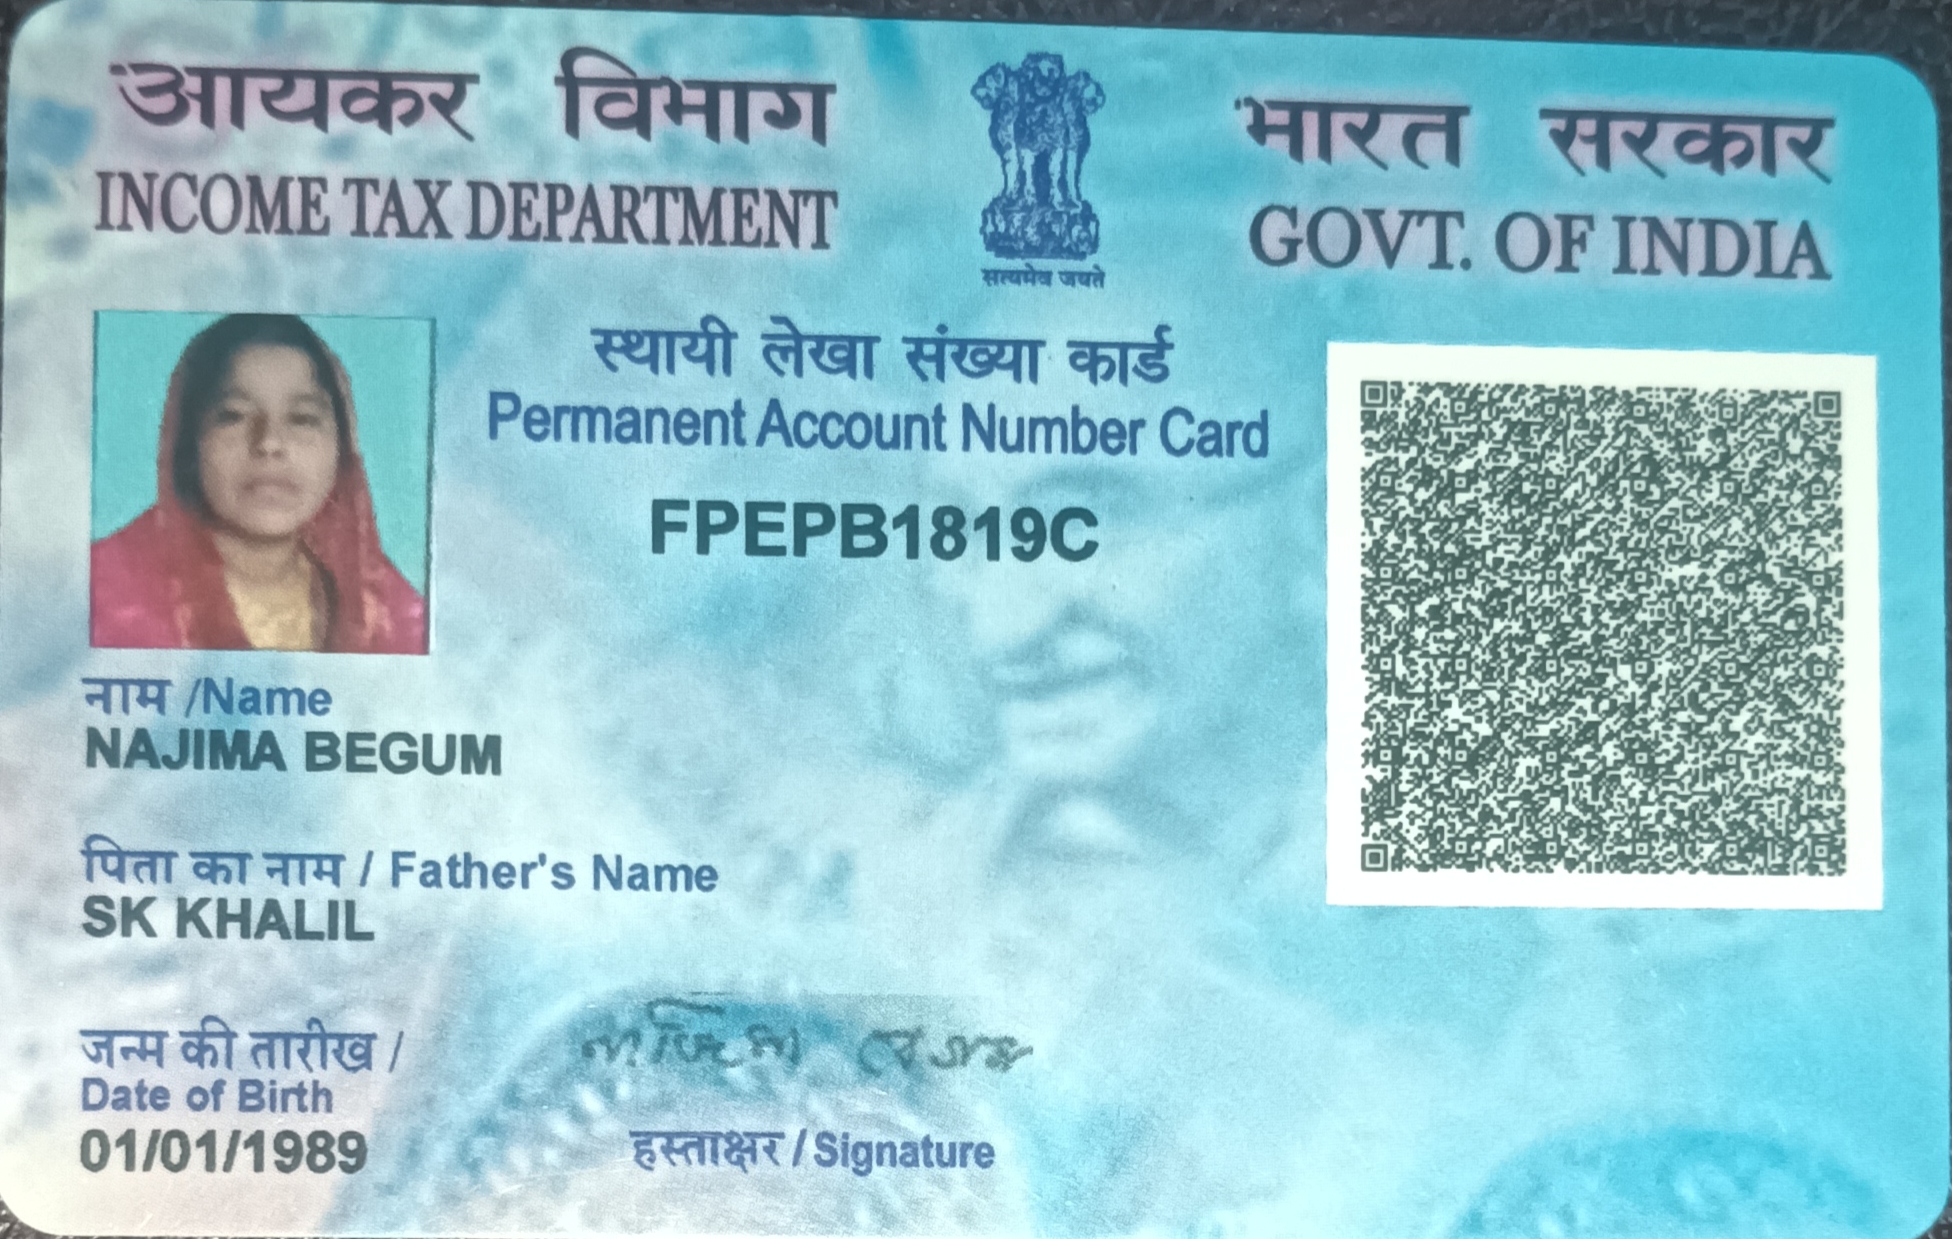 आयकर विभाग
INCOME TAX DEPARTMENT
सत्यमेव जयते
भारत सरकार
GOVT. OF INDIA
स्थायी लेखा संख्या कार्ड
Permanent Account Number Card
FPEPB1819C
नाम /Name
NAJIMA BEGUM
पिता का नाम / Father's Name
SK KHALIL
जन्म की तारीख /
Date of Birth
01/01/1989
নাজিমা বেগম
हस्ताक्षर / Signature